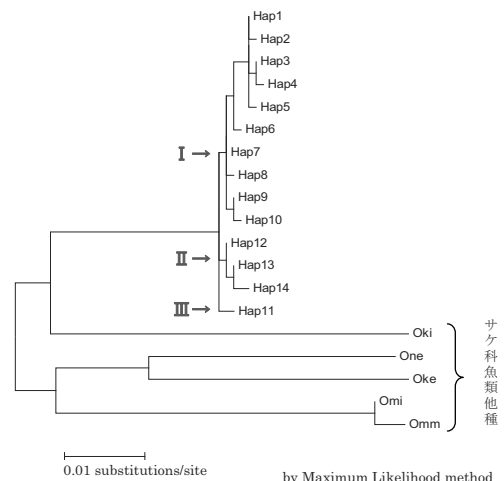 Hap1
Hap2
Hap3
Hap4
Hap5
Hap6
I
Hap7
Hap8
Hap9
Hap10
Hap12
II
Hap13
Hap14
III
Hap11
Oki
One
Oke
Omi
Omm
サケ科魚類他種
0.01 substitutions/site
by Maximum Likelihood method